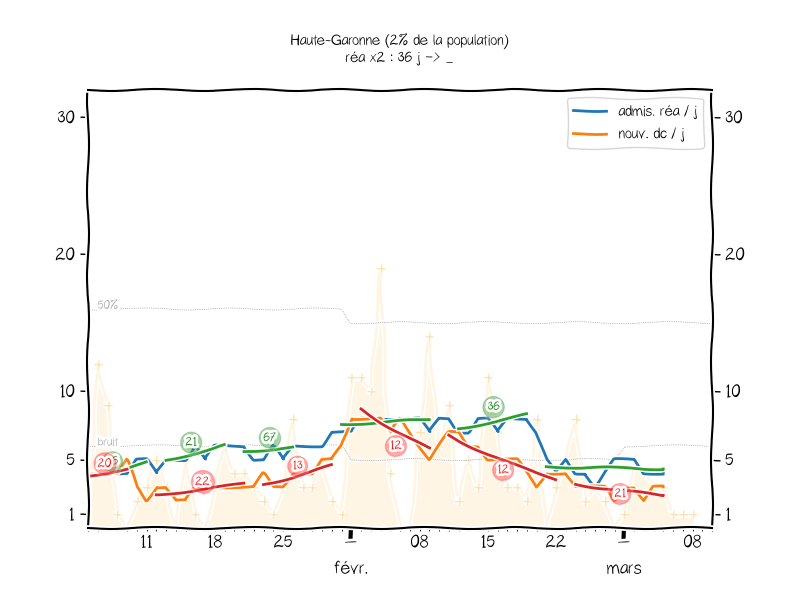 Haute-Garonne (2% de la population)
réa x2 : 36 j -> _
admis. réa / j
nouv. dc / j
30 30
20 20
50%
10 10
36
21
67
bruit
12
5 5
20
13
12
22
21
1 1
11 18 25 08 15 22 08
févr. mars